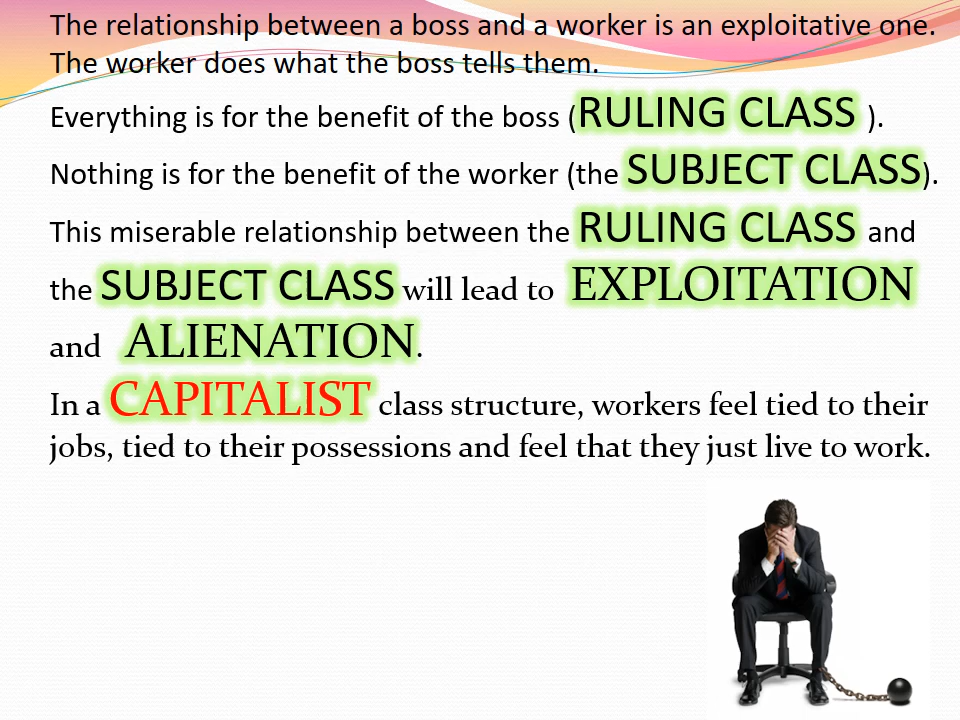 The relationship between a boss and a worker is an exploitative one.
The worker does what the boss tells them.
Everything is for the benefit of the boss (RULING CLASS ).
Nothing is for the benefit of the worker (the SUBJECT CLASS).
This miserable relationship between the RULING CLASS and
the SUBJECT CLASS will lead to EXPLOITATION
and ALIENATION.
In a CAPITALIST class structure, workers feel tied to their
jobs, tied to their possessions and feel that they just live to work.